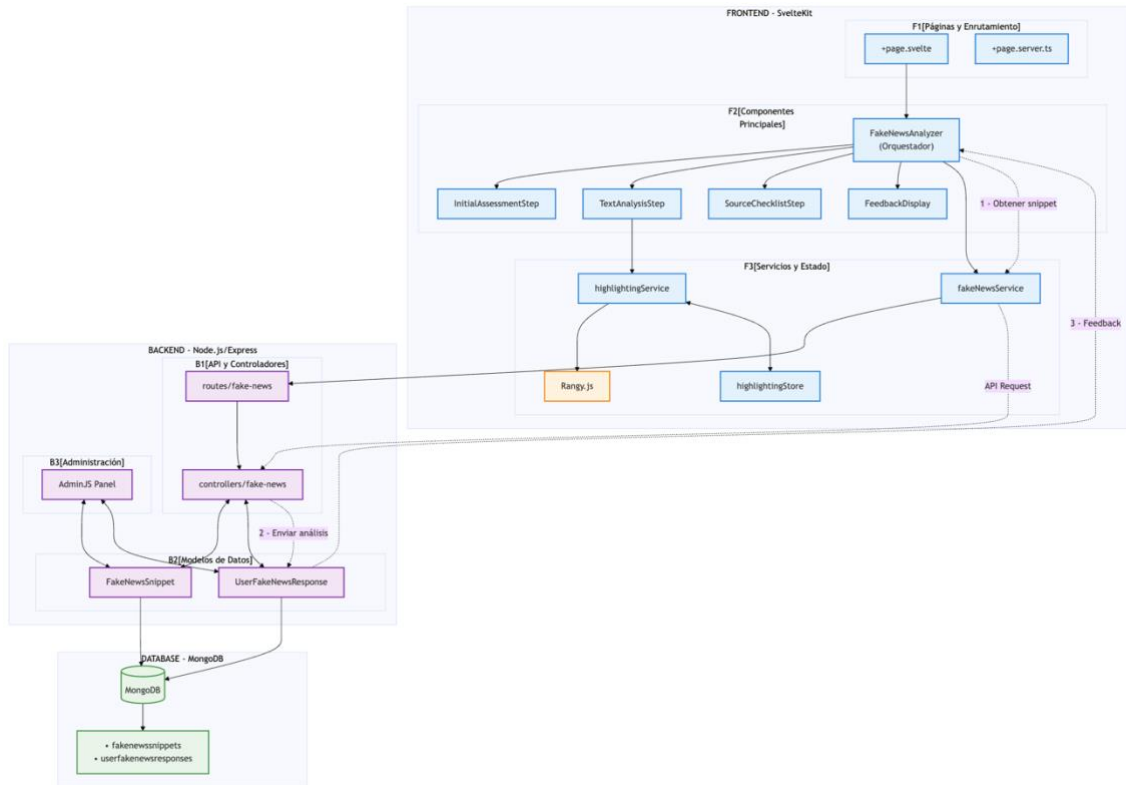 FRONTEND - SvelteKit
F1[Páginas y Enrutamiento]
+page.svelte
+page.server.ts
F2[Componentes
Principales]
FakeNewsAnalyzer
(Orquestador)
InitialAssessmentStep
TextAnalysisStep
SourceChecklistStep
FeedbackDisplay
1 - Obtener snippet
F3[Servicios y Estado]
highlightingService
fakeNewsService
3 - Feedback
Rangy.js
highlightingStore
API Request
BACKEND - Node.js/Express
B1[API y Controladores]
routes/fake-news
B3[Administración]
AdminJS Panel
controllers/fake-news
2 - Enviar análisis
B2[Modelos de Datos]
FakeNewsSnippet
UserFakeNewsResponse
DATABASE - MongoDB
MongoDB
• fakenewssnippets
• userfakenewsresponses